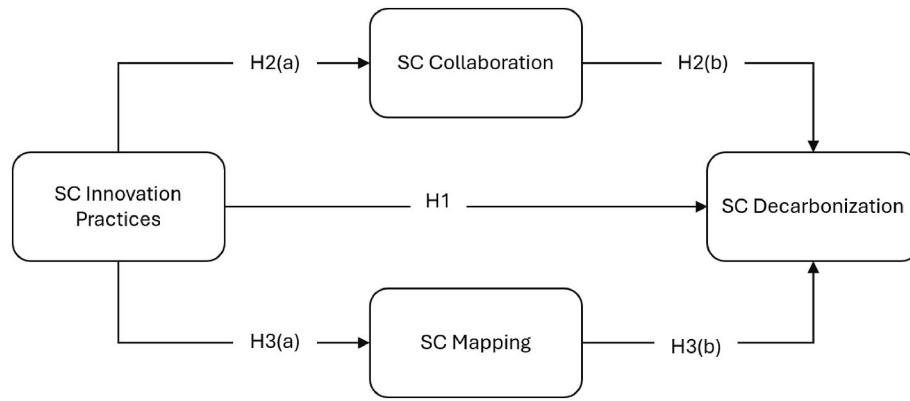 H2(a)
SC Collaboration
H2(b)
SC Innovation
Practices
H1
SC Decarbonization
H3(a)
SC Mapping
H3(b)